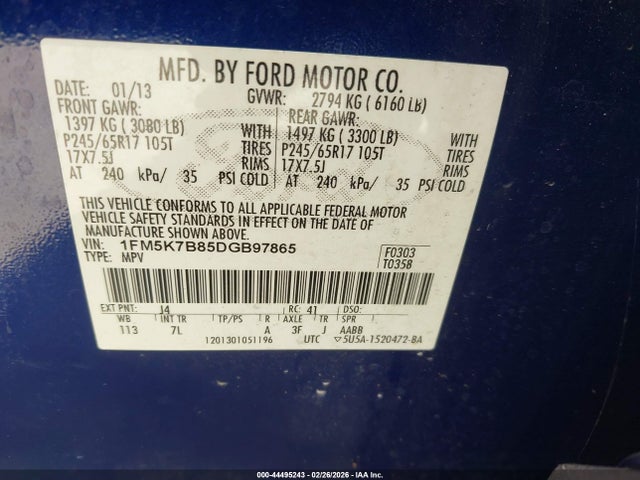 MFD. BY FORD MOTOR CO.
DATE: 01/13 GVWR: 2794 KG ( 6160 LB)
FRONT GAWR: REAR GAWR:
1397 KG ( 3080 LB) WITH 1497 KG ( 3300 LB) WITH
P245/65R17 105T TIRES P245/65R17 105T TIRES
17X7.5J RIMS 17X7.5J RIMS
AT 240 kPa/ 35 PSI COLD AT 240 kPa/ 35 PSI COLD
THIS VEHICLE CONFORMS TO ALL APPLICABLE FEDERAL MOTOR
VEHICLE SAFETY STANDARDS IN EFFECT ON THE DATE OF
MANUFACTURE SHOWN ABOVE.
VIN: 1FM5K7B85DGB97865 F0303
TYPE: MPV T0358
EXT PNT: J4 RC: 41 DSO:
WB INT TR TP/PS R AXLE TR SPR
113 7L A 3F J AABB
1201301051196 UTC ▽5U5A-1520472-BA
000-44495243 - 02/26/2026 - IAA Inc.